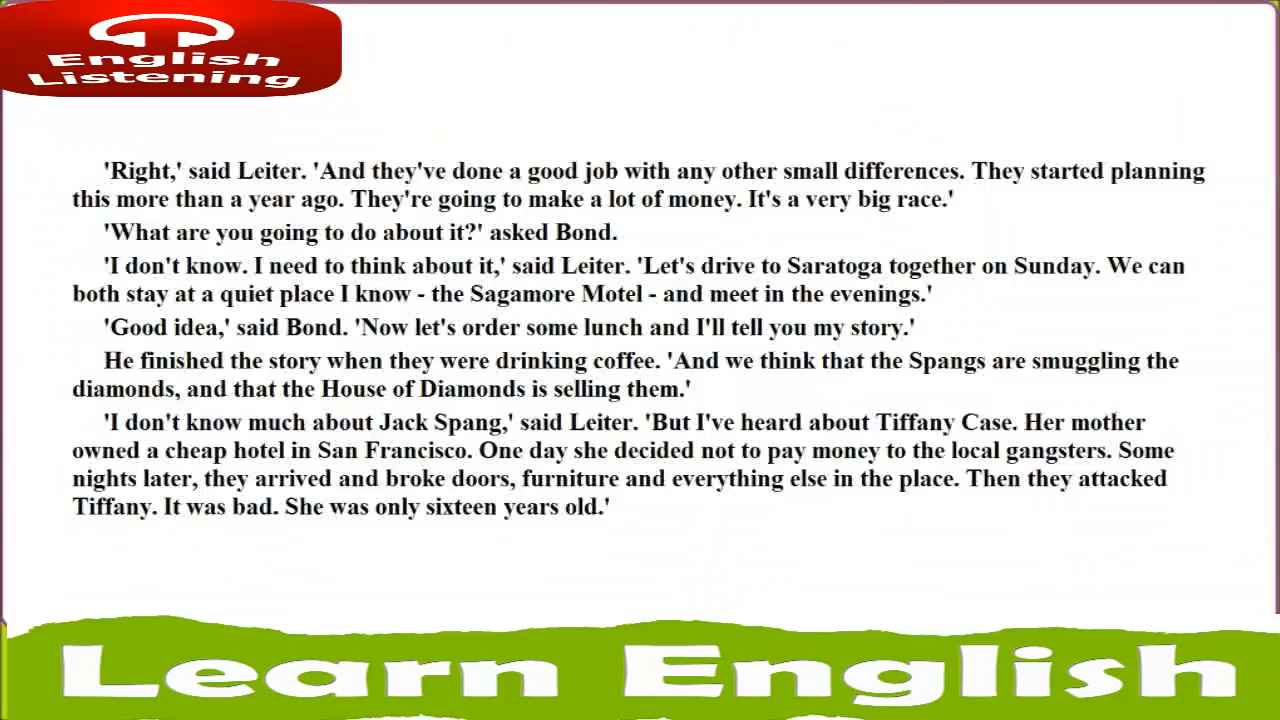 English
Listening
'Right,' said Leiter. 'And they've done a good job with any other small differences. They started planning
this more than a year ago. They're going to make a lot of money. It's a very big race.'
'What are you going to do about it?' asked Bond.
'I don't know. I need to think about it,' said Leiter. 'Let's drive to Saratoga together on Sunday. We can
both stay at a quiet place I know - the Sagamore Motel - and meet in the evenings.'
'Good idea,' said Bond. 'Now let's order some lunch and I'll tell you my story.'
He finished the story when they were drinking coffee. 'And we think that the Spangs are smuggling the
diamonds, and that the House of Diamonds is selling them.'
'I don't know much about Jack Spang,' said Leiter. 'But I've heard about Tiffany Case. Her mother
owned a cheap hotel in San Francisco. One day she decided not to pay money to the local gangsters. Some
nights later, they arrived and broke doors, furniture and everything else in the place. Then they attacked
Tiffany. It was bad. She was only sixteen years old.'
Learn English